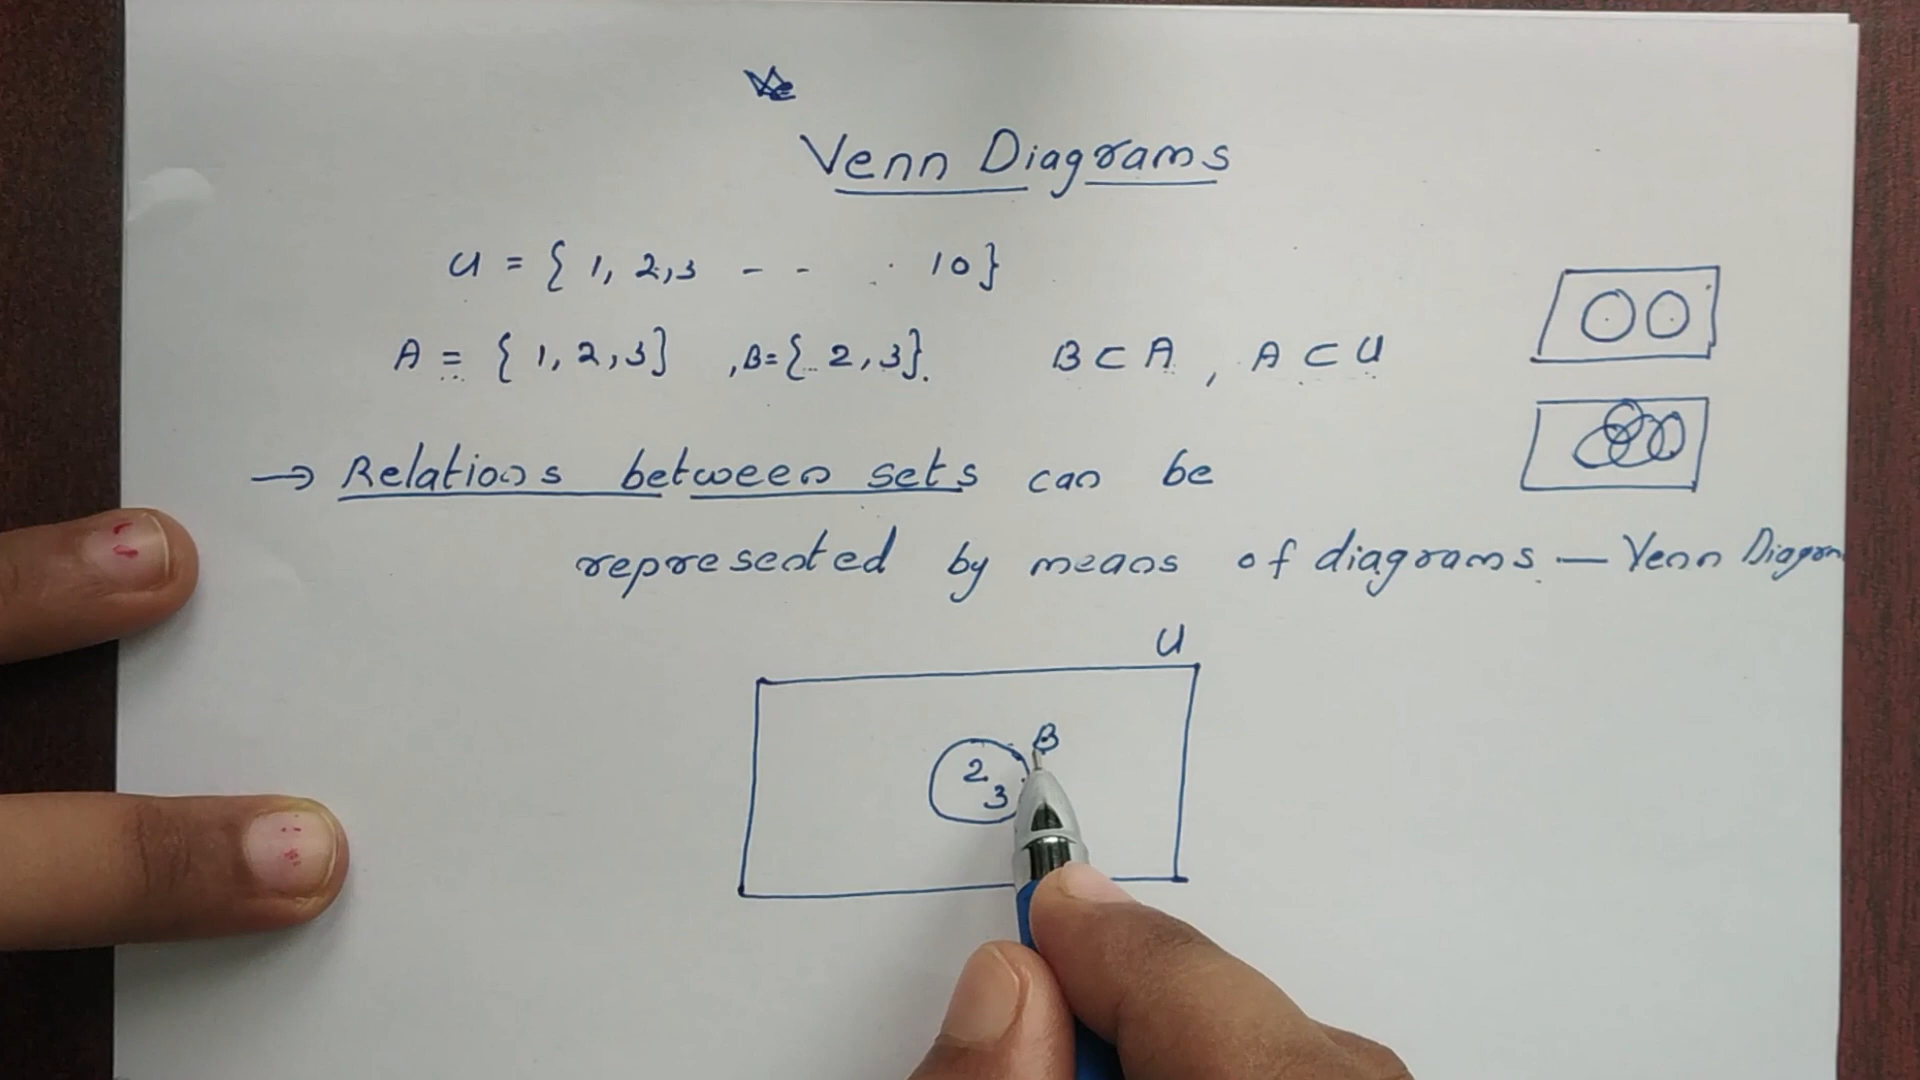 Venn Diagrams
U = { 1, 2, 3 - - . 10}
A = { 1, 2, 3} , B = { 2, 3}. B ⊂ A , A ⊂ U
→ Relations between sets can be
represented by means of diagrams. — Venn Diagram
U
B
2
3